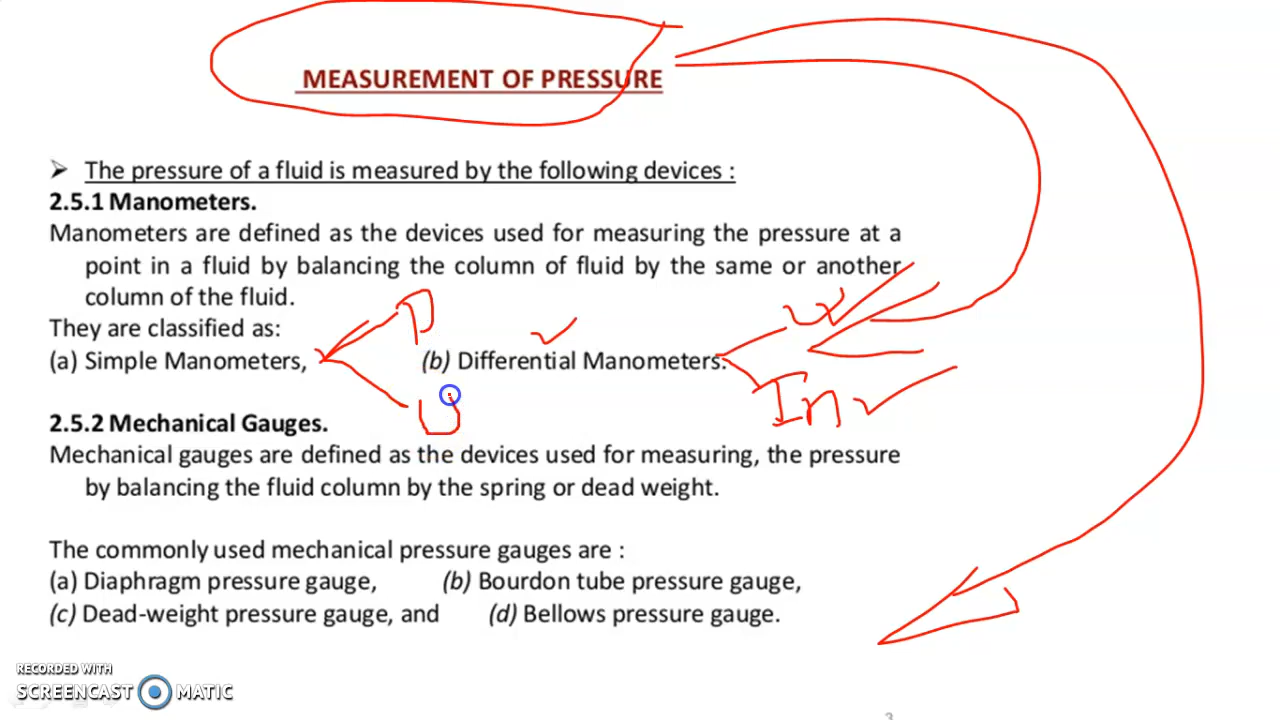 MEASUREMENT OF PRESSURE
➢ The pressure of a fluid is measured by the following devices :
2.5.1 Manometers.
Manometers are defined as the devices used for measuring the pressure at a
point in a fluid by balancing the column of fluid by the same or another
column of the fluid.
They are classified as:
P
(a) Simple Manometers, (b) Differential Manometers.
U
In
2.5.2 Mechanical Gauges.
Mechanical gauges are defined as the devices used for measuring, the pressure
by balancing the fluid column by the spring or dead weight.
The commonly used mechanical pressure gauges are :
(a) Diaphragm pressure gauge, (b) Bourdon tube pressure gauge,
(c) Dead-weight pressure gauge, and (d) Bellows pressure gauge.
RECORDED WITH
SCREENCAST MATIC
3